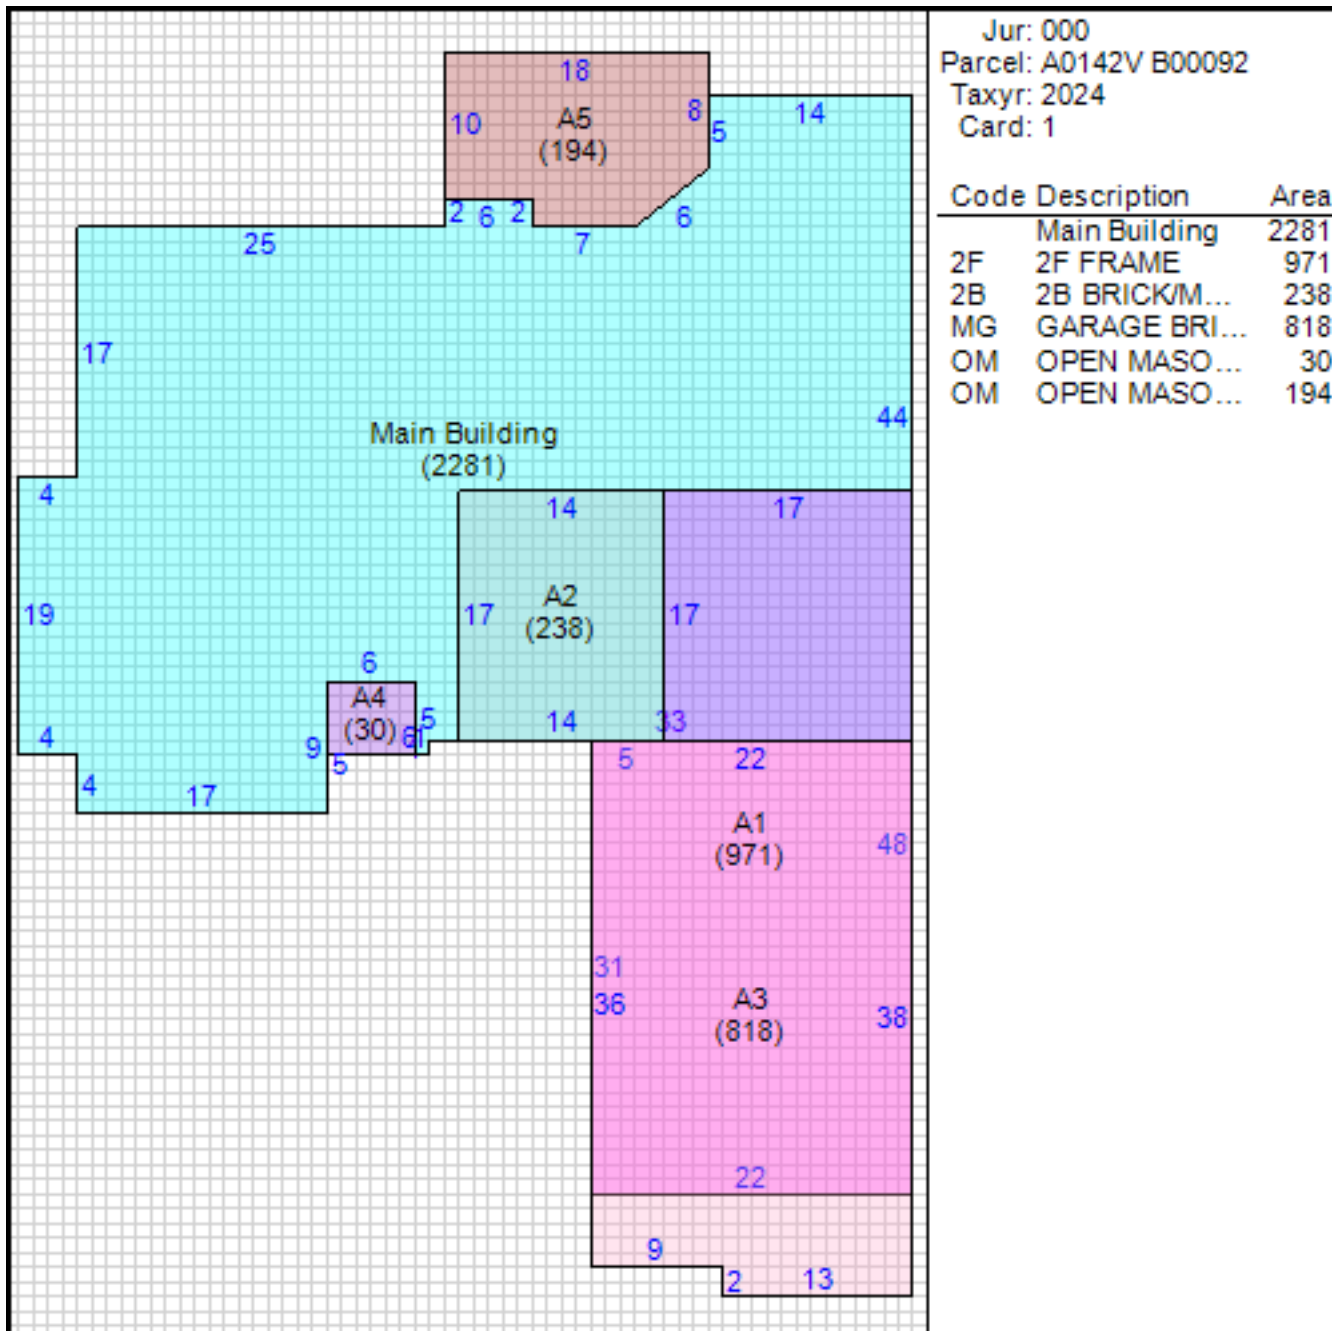 Jur: 000
Parcel: A0142V B00092
Taxyr: 2024
Card: 1
Code Description Area
Main Building 2281
2F 2F FRAME 971
2B 2B BRICK/M... 238
MG GARAGE BRI... 818
OM OPEN MASO... 30
OM OPEN MASO... 194
18
10
A5
(194)
8
5
14
2 6 2
7
6
25
17
44
Main Building
(2281)
4
14
17
19
A2
(238)
17
17
6
A4
(30)
5
6
1
14
33
4
9
5
5
22
4
17
A1
(971)
48
31
36
A3
(818)
38
22
9
2
13